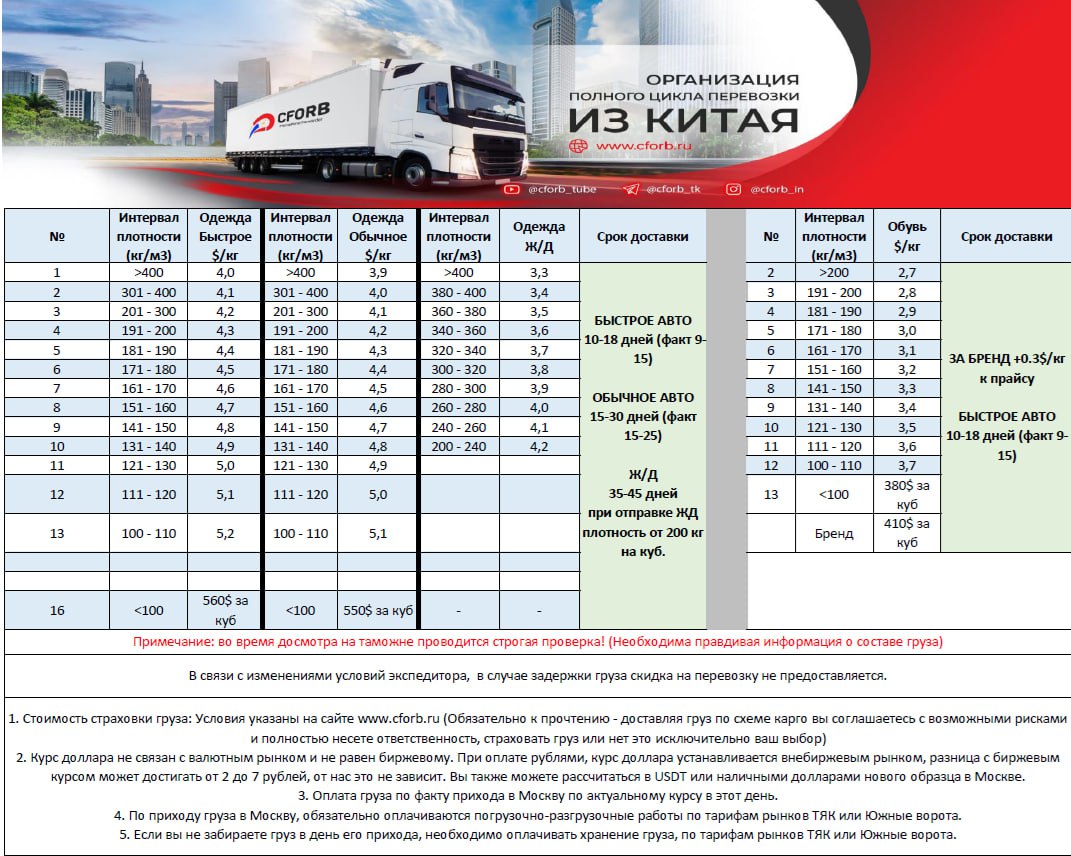 CFORB
ОРГАНИЗАЦИЯ
ПОЛНОГО ЦИКЛА ПЕРЕВОЗКИ
ИЗ КИТАЯ
www.cforb.ru
@cforb_tube @cforb_tk @cforb_in
№ Интервал плотности (кг/м3) Одежда Быстрое $/кг Интервал плотности (кг/м3) Одежда Обычное $/кг Интервал плотности (кг/м3) Одежда Ж/Д Срок доставки
1 >400 4,0 >400 3,9 >400 3,3
2 301 - 400 4,1 301 - 400 4,0 380 - 400 3,4
3 201 - 300 4,2 201 - 300 4,1 360 - 380 3,5
4 191 - 200 4,3 191 - 200 4,2 340 - 360 3,6
5 181 - 190 4,4 181 - 190 4,3 320 - 340 3,7
6 171 - 180 4,5 171 - 180 4,4 300 - 320 3,8
7 161 - 170 4,6 161 - 170 4,5 280 - 300 3,9
8 151 - 160 4,7 151 - 160 4,6 260 - 280 4,0
9 141 - 150 4,8 141 - 150 4,7 240 - 260 4,1
10 131 - 140 4,9 131 - 140 4,8 200 - 240 4,2
11 121 - 130 5,0 121 - 130 4,9
12 111 - 120 5,1 111 - 120 5,0
13 100 - 110 5,2 100 - 110 5,1
16 <100 560$ за куб <100 550$ за куб - -
БЫСТРОЕ АВТО
10-18 дней (факт 9-
15)
ОБЫЧНОЕ АВТО
15-30 дней (факт
15-25)
Ж/Д
35-45 дней
при отправке ЖД
плотность от 200 кг
на куб.
№ Интервал плотности (кг/м3) Обувь $/кг Срок доставки
2 >200 2,7
3 191 - 200 2,8
4 181 - 190 2,9
5 171 - 180 3,0
6 161 - 170 3,1
7 151 - 160 3,2
8 141 - 150 3,3
9 131 - 140 3,4
10 121 - 130 3,5
11 111 - 120 3,6
12 100 - 110 3,7
13 <100 380$ за куб
Бренд 410$ за куб
ЗА БРЕНД +0.3$/кг
к прайсу
БЫСТРОЕ АВТО
10-18 дней (факт 9-
15)
Примечание: во время досмотра на таможне проводится строгая проверка! (Необходима правдивая информация о составе груза)
В связи с изменениями условий экспедитора, в случае задержки груза скидка на перевозку не предоставляется.
1. Стоимость страховки груза: Условия указаны на сайте www.cforb.ru (Обязательно к прочтению - доставляя груз по схеме карго вы соглашаетесь с возможными рисками
и полностью несете ответственность, страховать груз или нет это исключительно ваш выбор)
2. Курс доллара не связан с валютным рынком и не равен биржевому. При оплате рублями, курс доллара устанавливается внебиржевым рынком, разница с биржевым
курсом может достигать от 2 до 7 рублей, от нас это не зависит. Вы также можете рассчитаться в USDT или наличными долларами нового образца в Москве.
3. Оплата груза по факту прихода в Москву по актуальному курсу в этот день.
4. По приходу груза в Москву, обязательно оплачиваются погрузочно-разгрузочные работы по тарифам рынков ТЯК или Южные ворота.
5. Если вы не забираете груз в день его прихода, необходимо оплачивать хранение груза, по тарифам рынков ТЯК или Южные ворота.